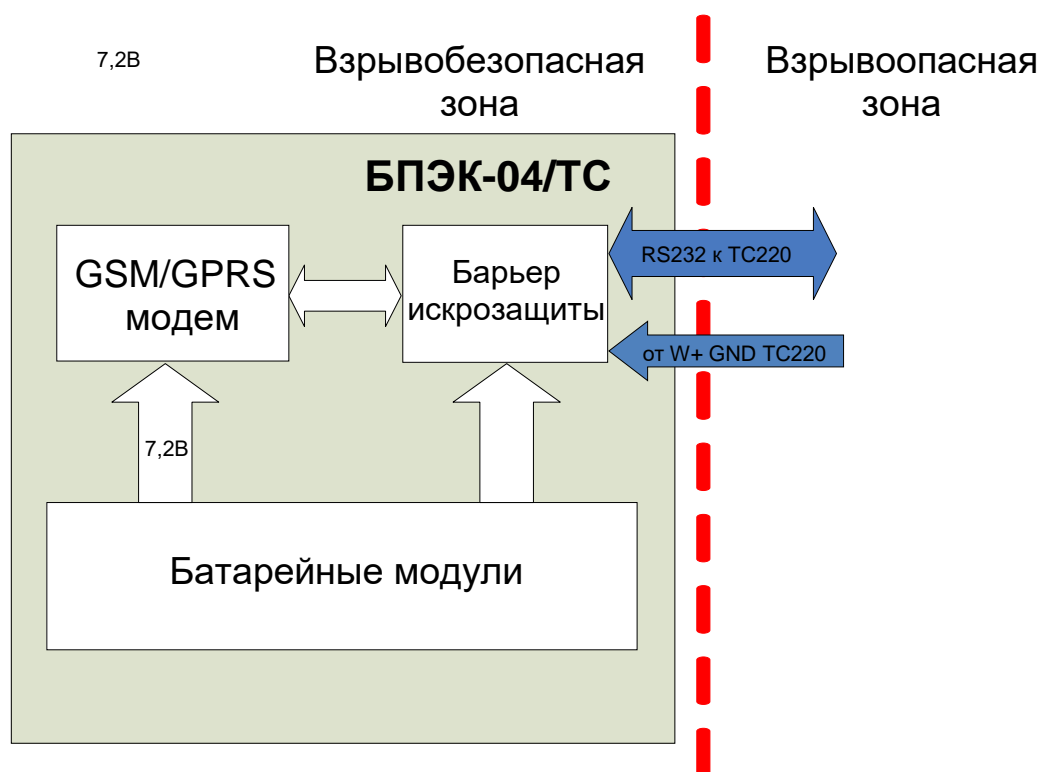 7,2В
Взрывобезопасная
зона
Взрывоопасная
зона
БПЭК-04/ТС
GSM/GPRS
модем
Барьер
искрозащиты
RS232 к TC220
от W+ GND TC220
7,2В
Батарейные модули